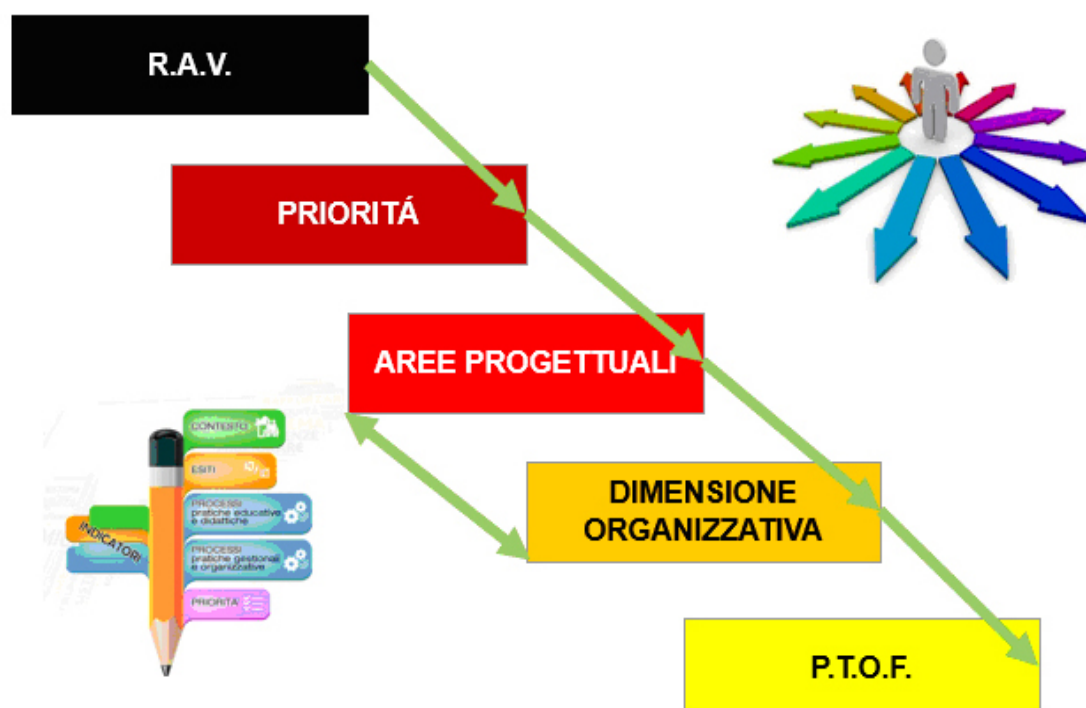 R.A.V.
PRIORITÁ
AREE PROGETTUALI
CONTESTO
ESITI
PROCESSI
pratiche educative
e didattiche
INDICATORI
PROCESSI
pratiche gestionali
e organizzative
PRIORITÀ
DIMENSIONE
ORGANIZZATIVA
P.T.O.F.